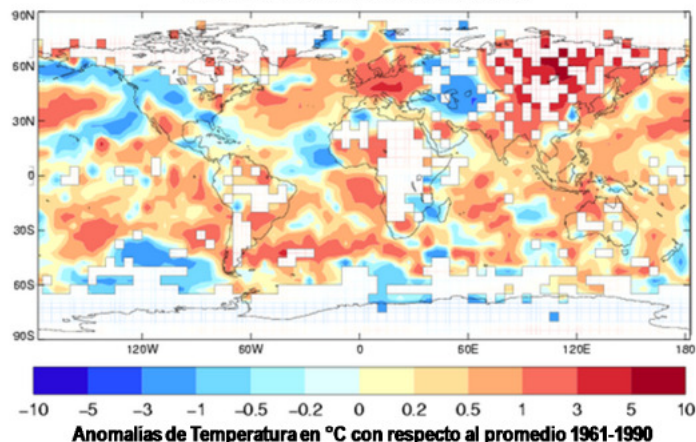 90N
60N
30N
0
30S
60S
90S
120W 60W 0 60E 120E 180
−10 −5 −3 −1 −0.5 −0.2 0 0.2 0.5 1 3 5 10
Anomalias de Temperatura en °C con respecto al promedio 1961-1990